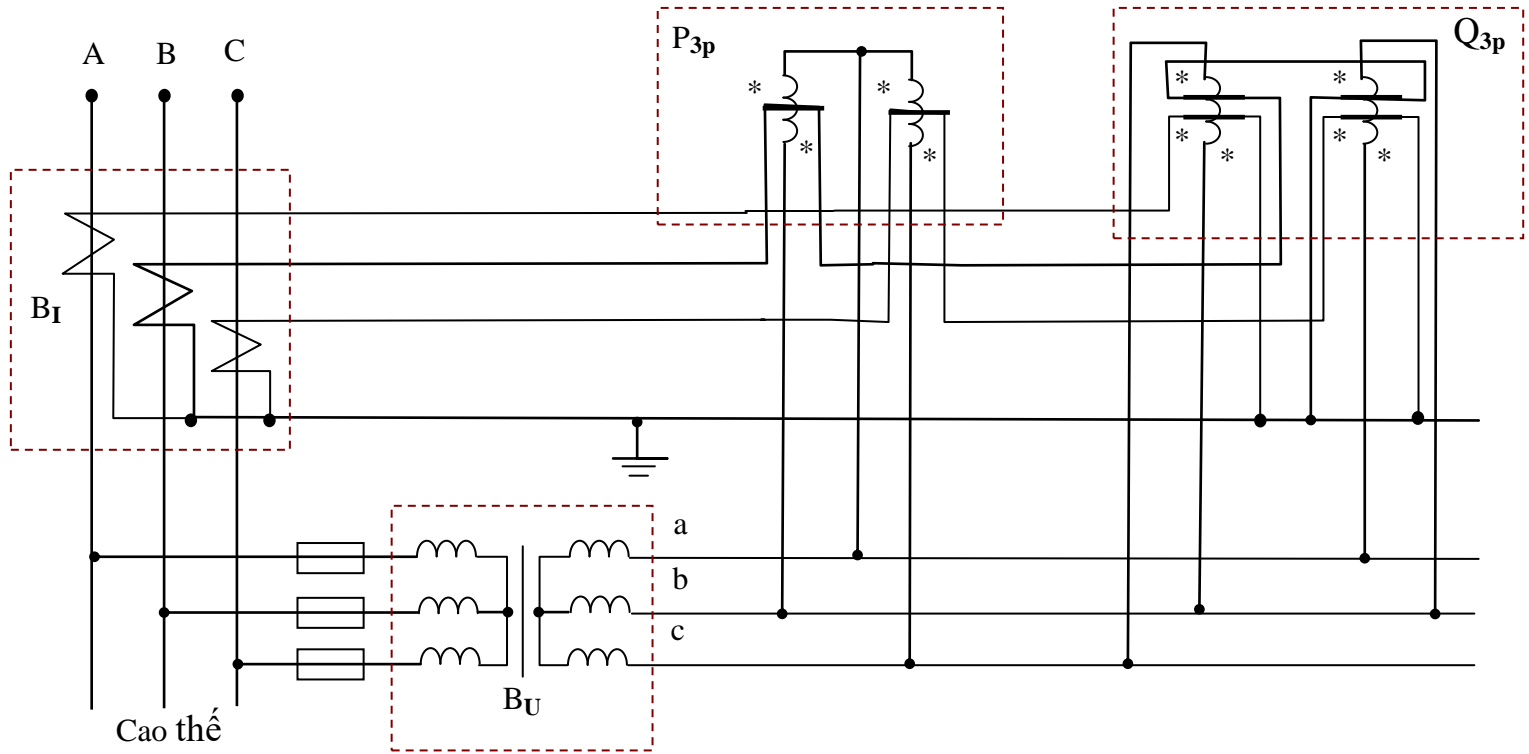 A B C
P3p
Q3p
* *
* *
* *
* * * *
BI
a
b
c
BU
Cao thế